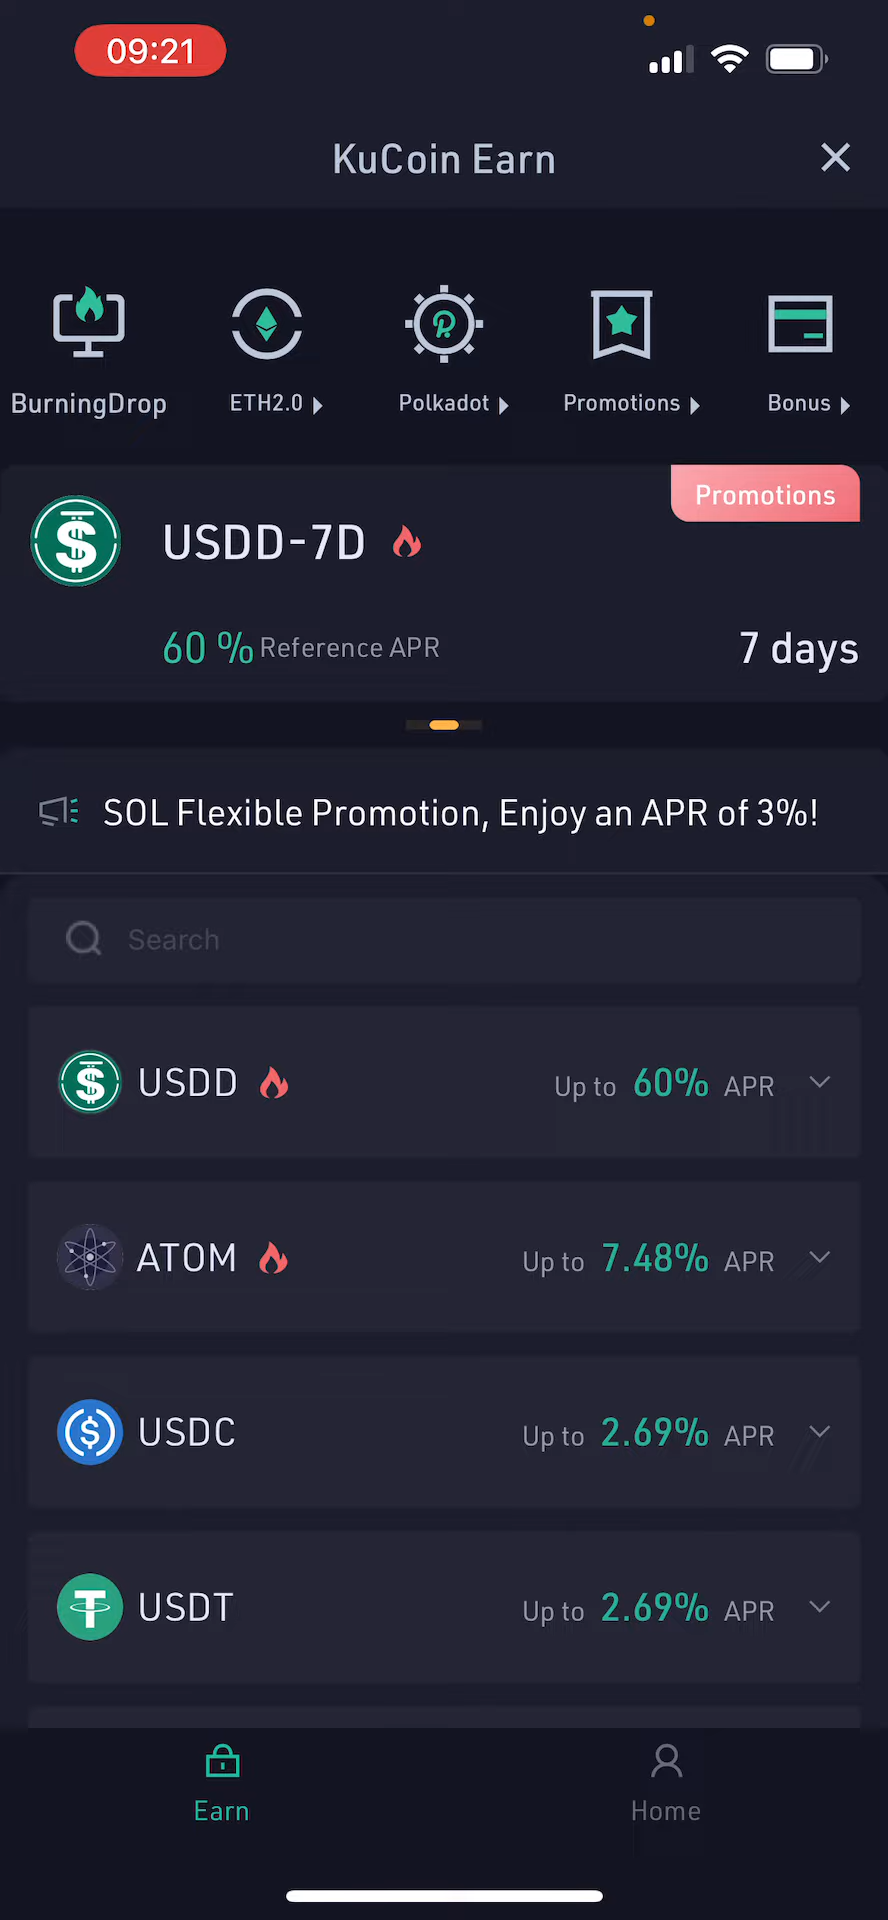 09:21
KuCoin Earn
BurningDrop
ETH2.0
Polkadot
Promotions
Bonus
Promotions
USDD-7D
60 % Reference APR
7 days
SOL Flexible Promotion, Enjoy an APR of 3%!
Search
USDD Up to 60% APR
ATOM Up to 7.48% APR
USDC Up to 2.69% APR
USDT Up to 2.69% APR
Earn
Home